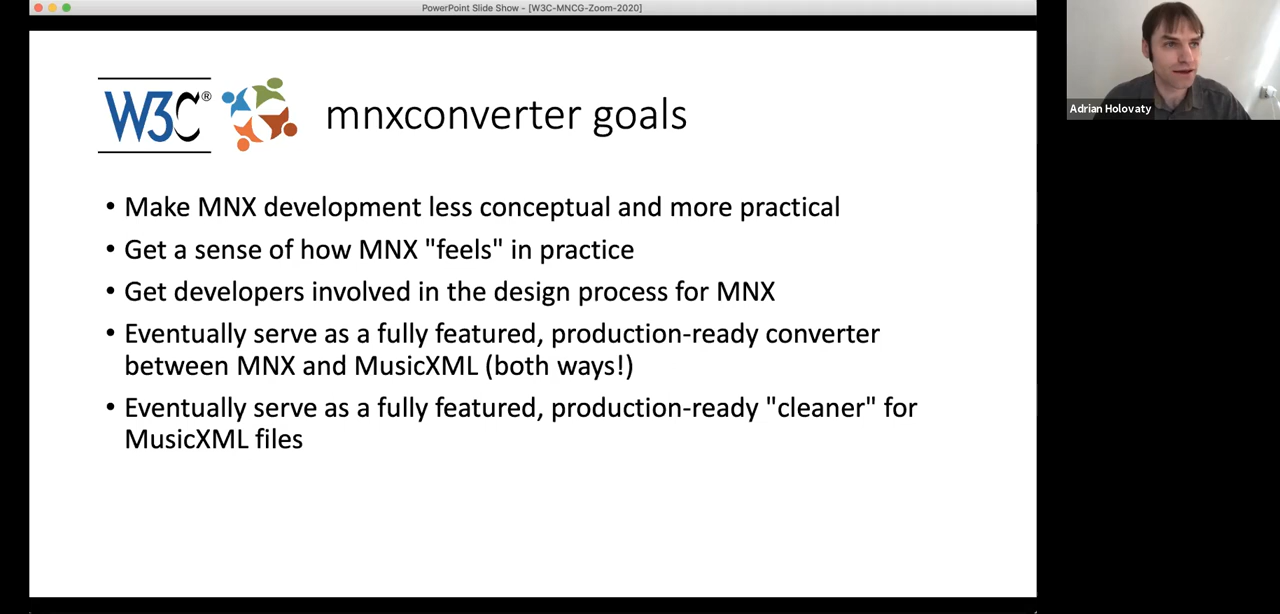 PowerPoint Slide Show - [W3C-MNCG-Zoom-2020]
W3C®
mnxconverter goals
• Make MNX development less conceptual and more practical
• Get a sense of how MNX "feels" in practice
• Get developers involved in the design process for MNX
• Eventually serve as a fully featured, production-ready converter
between MNX and MusicXML (both ways!)
• Eventually serve as a fully featured, production-ready "cleaner" for
MusicXML files
Adrian Holovaty